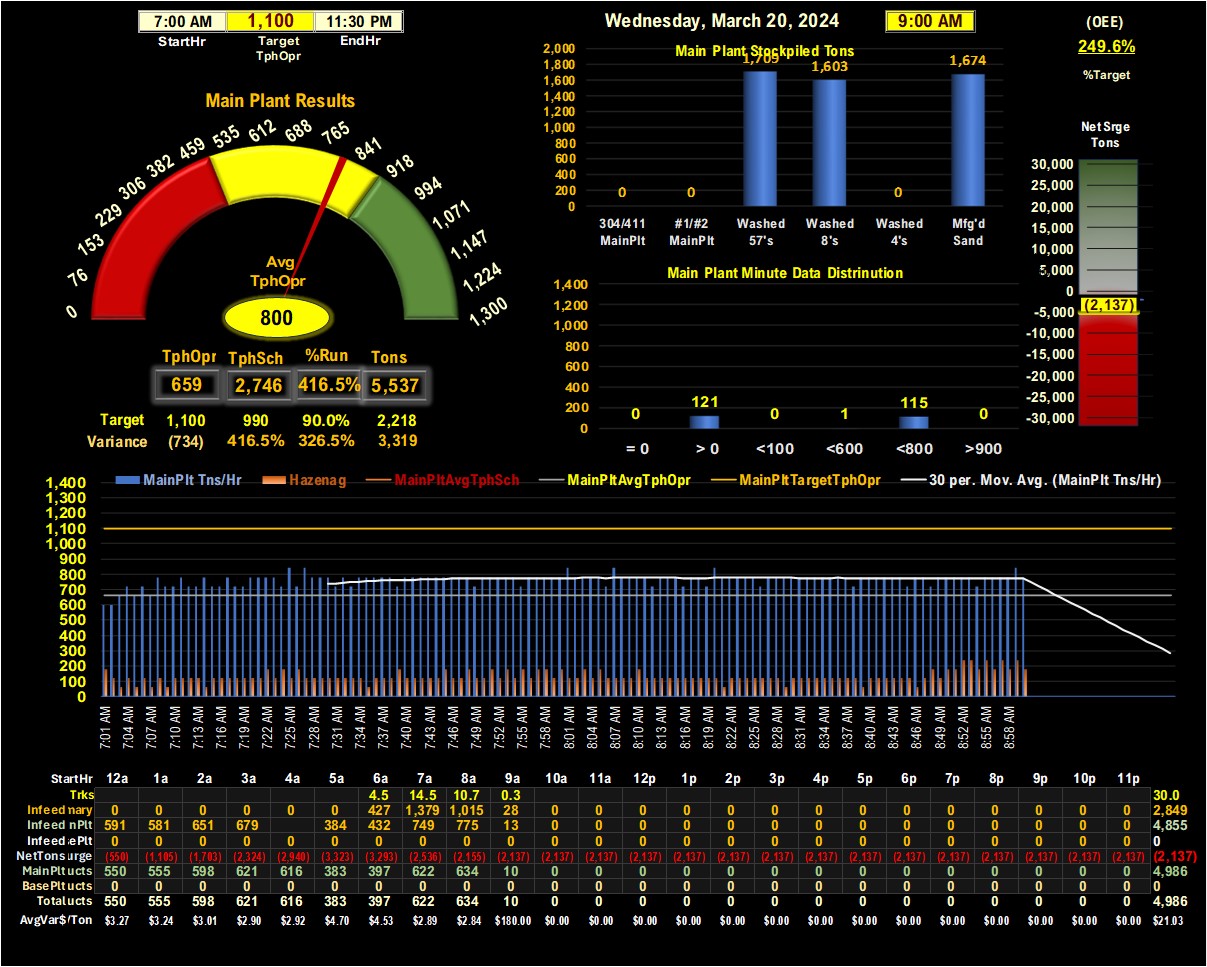 7:00 AM 1,100 11:30 PM
StartHr Target TphOpr EndHr
Wednesday, March 20, 2024 9:00 AM
(OEE)
249.6%
%Target
Main Plant Results
0 76 153 229 306 382 459 535 612 688 765 841 918 994 1,071 1,147 1,224 1,300
Avg
TphOpr
800
TphOpr TphSch %Run Tons
659 2,746 416.5% 5,537
Target 1,100 990 90.0% 2,218
Variance (734) 416.5% 326.5% 3,319
Main Plant Stockpiled Tons
2,000
1,800
1,600
1,400
1,200
1,000
800
600
400
200
0
0 0 1,709 1,603 0 1,674
304/411 #1/#2 Washed Washed Washed Mfg'd
MainPlt MainPlt 57's 8's 4's Sand
Main Plant Minute Data Distrinution
1,400
1,200
1,000
800
600
400
200
0
0 121 0 1 115 0
= 0 > 0 <100 <600 <800 >900
Net Srge
Tons
30,000
25,000
20,000
15,000
10,000
5,000
0
(2,137)
-5,000
-10,000
-15,000
-20,000
-25,000
-30,000
MainPlt Tns/Hr Hazenag MainPltAvgTphSch MainPltAvgTphOpr MainPltTargetTphOpr 30 per. Mov. Avg. (MainPlt Tns/Hr)
1,400
1,300
1,200
1,100
1,000
900
800
700
600
500
400
300
200
100
0
7:01 AM 7:04 AM 7:07 AM 7:10 AM 7:13 AM 7:16 AM 7:19 AM 7:22 AM 7:25 AM 7:28 AM 7:31 AM 7:34 AM 7:37 AM 7:40 AM 7:43 AM 7:46 AM 7:49 AM 7:52 AM 7:55 AM 7:58 AM 8:01 AM 8:04 AM 8:07 AM 8:10 AM 8:13 AM 8:16 AM 8:19 AM 8:22 AM 8:25 AM 8:28 AM 8:31 AM 8:34 AM 8:37 AM 8:40 AM 8:43 AM 8:46 AM 8:49 AM 8:52 AM 8:55 AM 8:58 AM
StartHr 12a 1a 2a 3a 4a 5a 6a 7a 8a 9a 10a 11a 12p 1p 2p 3p 4p 5p 6p 7p 8p 9p 10p 11p
Trks 4.5 14.5 10.7 0.3 30.0
Infeed nary 0 0 0 0 0 0 427 1,379 1,015 28 0 0 0 0 0 0 0 0 0 0 0 0 0 0 2,849
Infeed nPlt 591 581 651 679 384 432 749 775 13 0 0 0 0 0 0 0 0 0 0 0 0 0 0 4,855
Infeed ePlt 0 0 0 0 0 0 0 0 0 0 0 0 0 0 0 0 0 0 0 0 0 0 0 0
NetTons urge (550) (1,105) (1,703) (2,324) (2,940) (3,323) (3,293) (2,536) (2,155) (2,137) (2,137) (2,137) (2,137) (2,137) (2,137) (2,137) (2,137) (2,137) (2,137) (2,137) (2,137) (2,137) (2,137) (2,137) (2,137)
MainPlt ucts 550 555 598 621 616 383 397 622 634 10 0 0 0 0 0 0 0 0 0 0 0 0 0 0 4,986
BasePlt ucts 0 0 0 0 0 0 0 0 0 0 0 0 0 0 0 0 0 0 0 0 0 0 0 0 0
Total ucts 550 555 598 621 616 383 397 622 634 10 0 0 0 0 0 0 0 0 0 0 0 0 0 0 4,986
AvgVar$/Ton $3.27 $3.24 $3.01 $2.90 $2.92 $4.70 $4.53 $2.89 $2.84 $180.00 $0.00 $0.00 $0.00 $0.00 $0.00 $0.00 $0.00 $0.00 $0.00 $0.00 $0.00 $0.00 $0.00 $0.00 $21.03